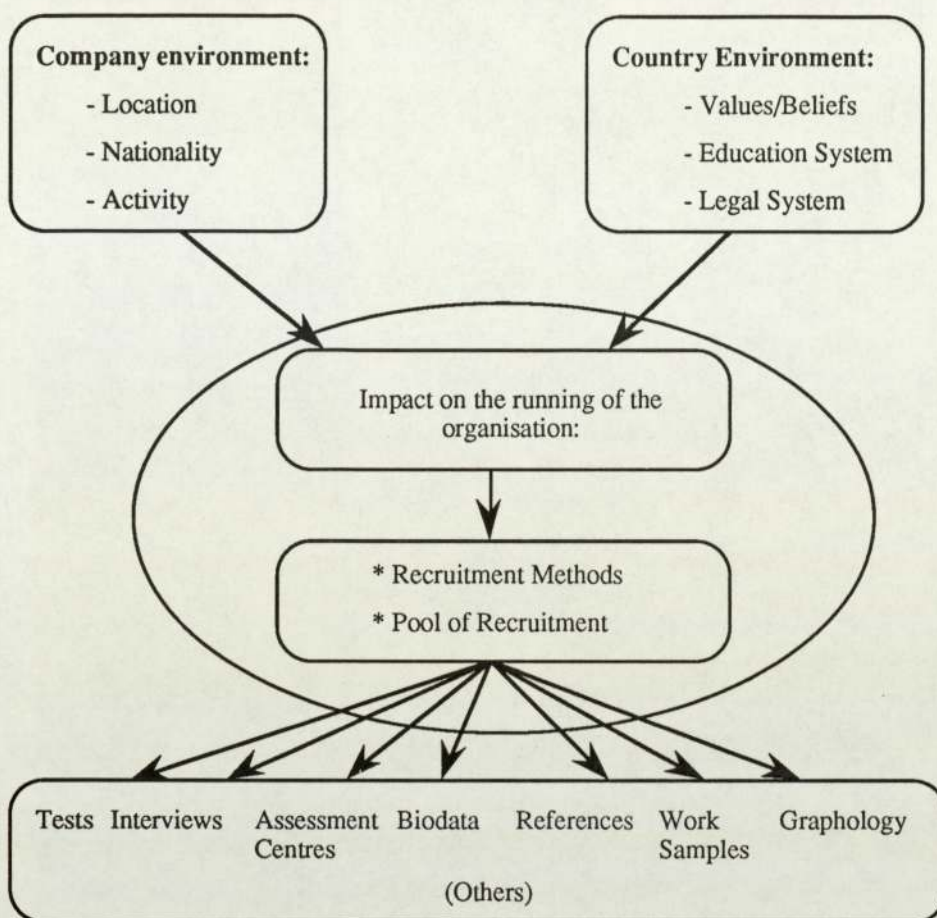 Company environment:
- Location
- Nationality
- Activity
Country Environment:
- Values/Beliefs
- Education System
- Legal System
Impact on the running of the
organisation:
* Recruitment Methods
* Pool of Recruitment
Tests Interviews Assessment Biodata References Work Graphology
Centres Samples
(Others)